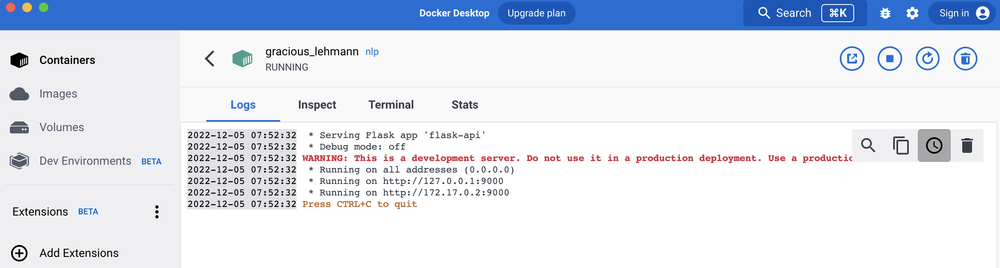 Docker Desktop Upgrade plan Search ⌘K Sign in
Containers
Images
Volumes
Dev Environments BETA
Extensions BETA
Add Extensions
gracious_lehmann nlp
RUNNING
Logs Inspect Terminal Stats
2022-12-05 07:52:32  * Serving Flask app 'flask-api'
2022-12-05 07:52:32  * Debug mode: off
2022-12-05 07:52:32 WARNING: This is a development server. Do not use it in a production deployment. Use a productio
2022-12-05 07:52:32  * Running on all addresses (0.0.0.0)
2022-12-05 07:52:32  * Running on http://127.0.0.1:9000
2022-12-05 07:52:32  * Running on http://172.17.0.2:9000
2022-12-05 07:52:32 Press CTRL+C to quit